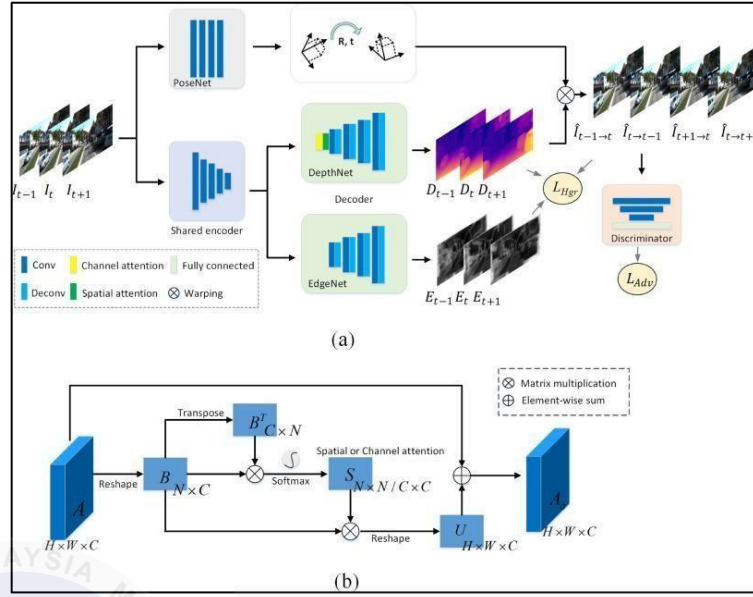 PoseNet
R, t
I_{t-1} I_t I_{t+1}
Shared encoder
DepthNet
Decoder
EdgeNet
D_{t-1} D_t D_{t+1}
E_{t-1} E_t E_{t+1}
L_{Hgr}
Î_{t-1→t} Î_{t→t-1} Î_{t+1→t} Î_{t→t+
Discriminator
L_{Adv}
Conv Channel attention Fully connected
Deconv Spatial attention Warping
(a)
Matrix multiplication
Element-wise sum
Transpose
B^T
C×N
Spatial or Channel attention
Reshape
Softmax
A
H×W×C
B
N×C
S
N×N/C×C
Reshape
U
H×W×C
H×W×C
(b)
AYSIA